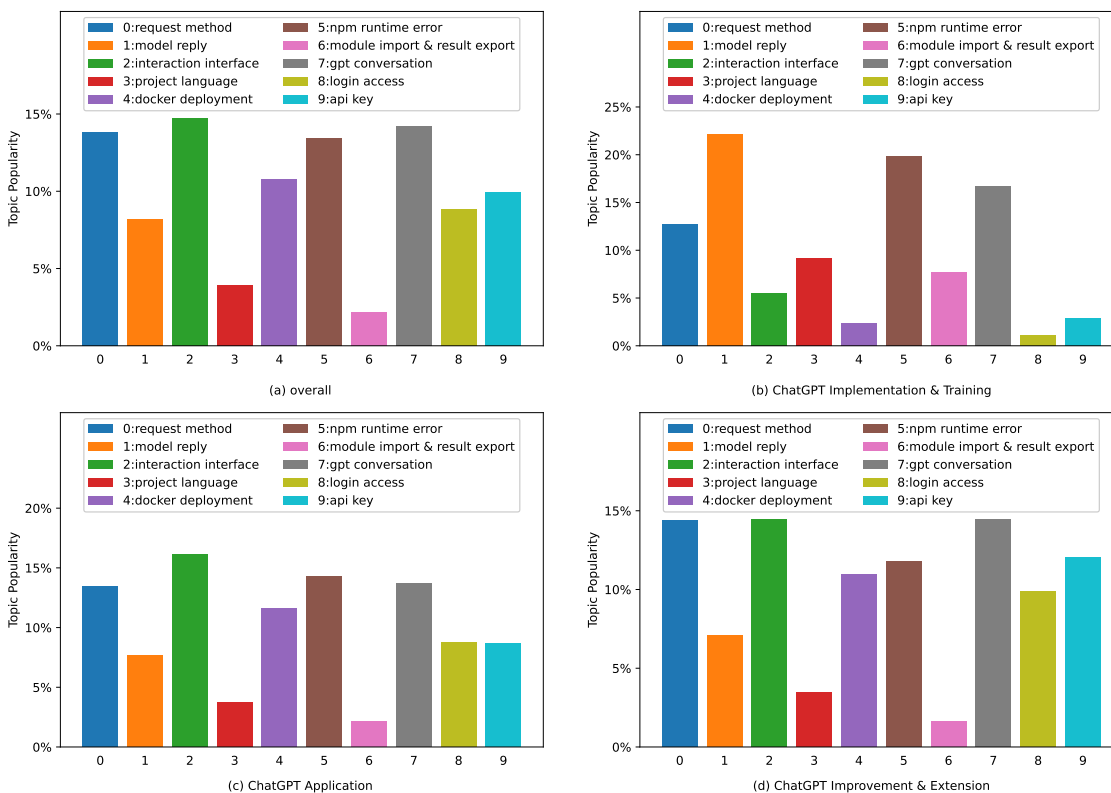 0:request method
1:model reply
2:interaction interface
3:project language
4:docker deployment
5:npm runtime error
6:module import & result export
7:gpt conversation
8:login access
9:api key
Topic Popularity
15%
10%
5%
0%
0 1 2 3 4 5 6 7 8 9
(a) overall
0:request method
1:model reply
2:interaction interface
3:project language
4:docker deployment
5:npm runtime error
6:module import & result export
7:gpt conversation
8:login access
9:api key
Topic Popularity
25%
20%
15%
10%
5%
0%
0 1 2 3 4 5 6 7 8 9
(b) ChatGPT Implementation & Training
0:request method
1:model reply
2:interaction interface
3:project language
4:docker deployment
5:npm runtime error
6:module import & result export
7:gpt conversation
8:login access
9:api key
Topic Popularity
20%
15%
10%
5%
0%
0 1 2 3 4 5 6 7 8 9
(c) ChatGPT Application
0:request method
1:model reply
2:interaction interface
3:project language
4:docker deployment
5:npm runtime error
6:module import & result export
7:gpt conversation
8:login access
9:api key
Topic Popularity
15%
10%
5%
0%
0 1 2 3 4 5 6 7 8 9
(d) ChatGPT Improvement & Extension